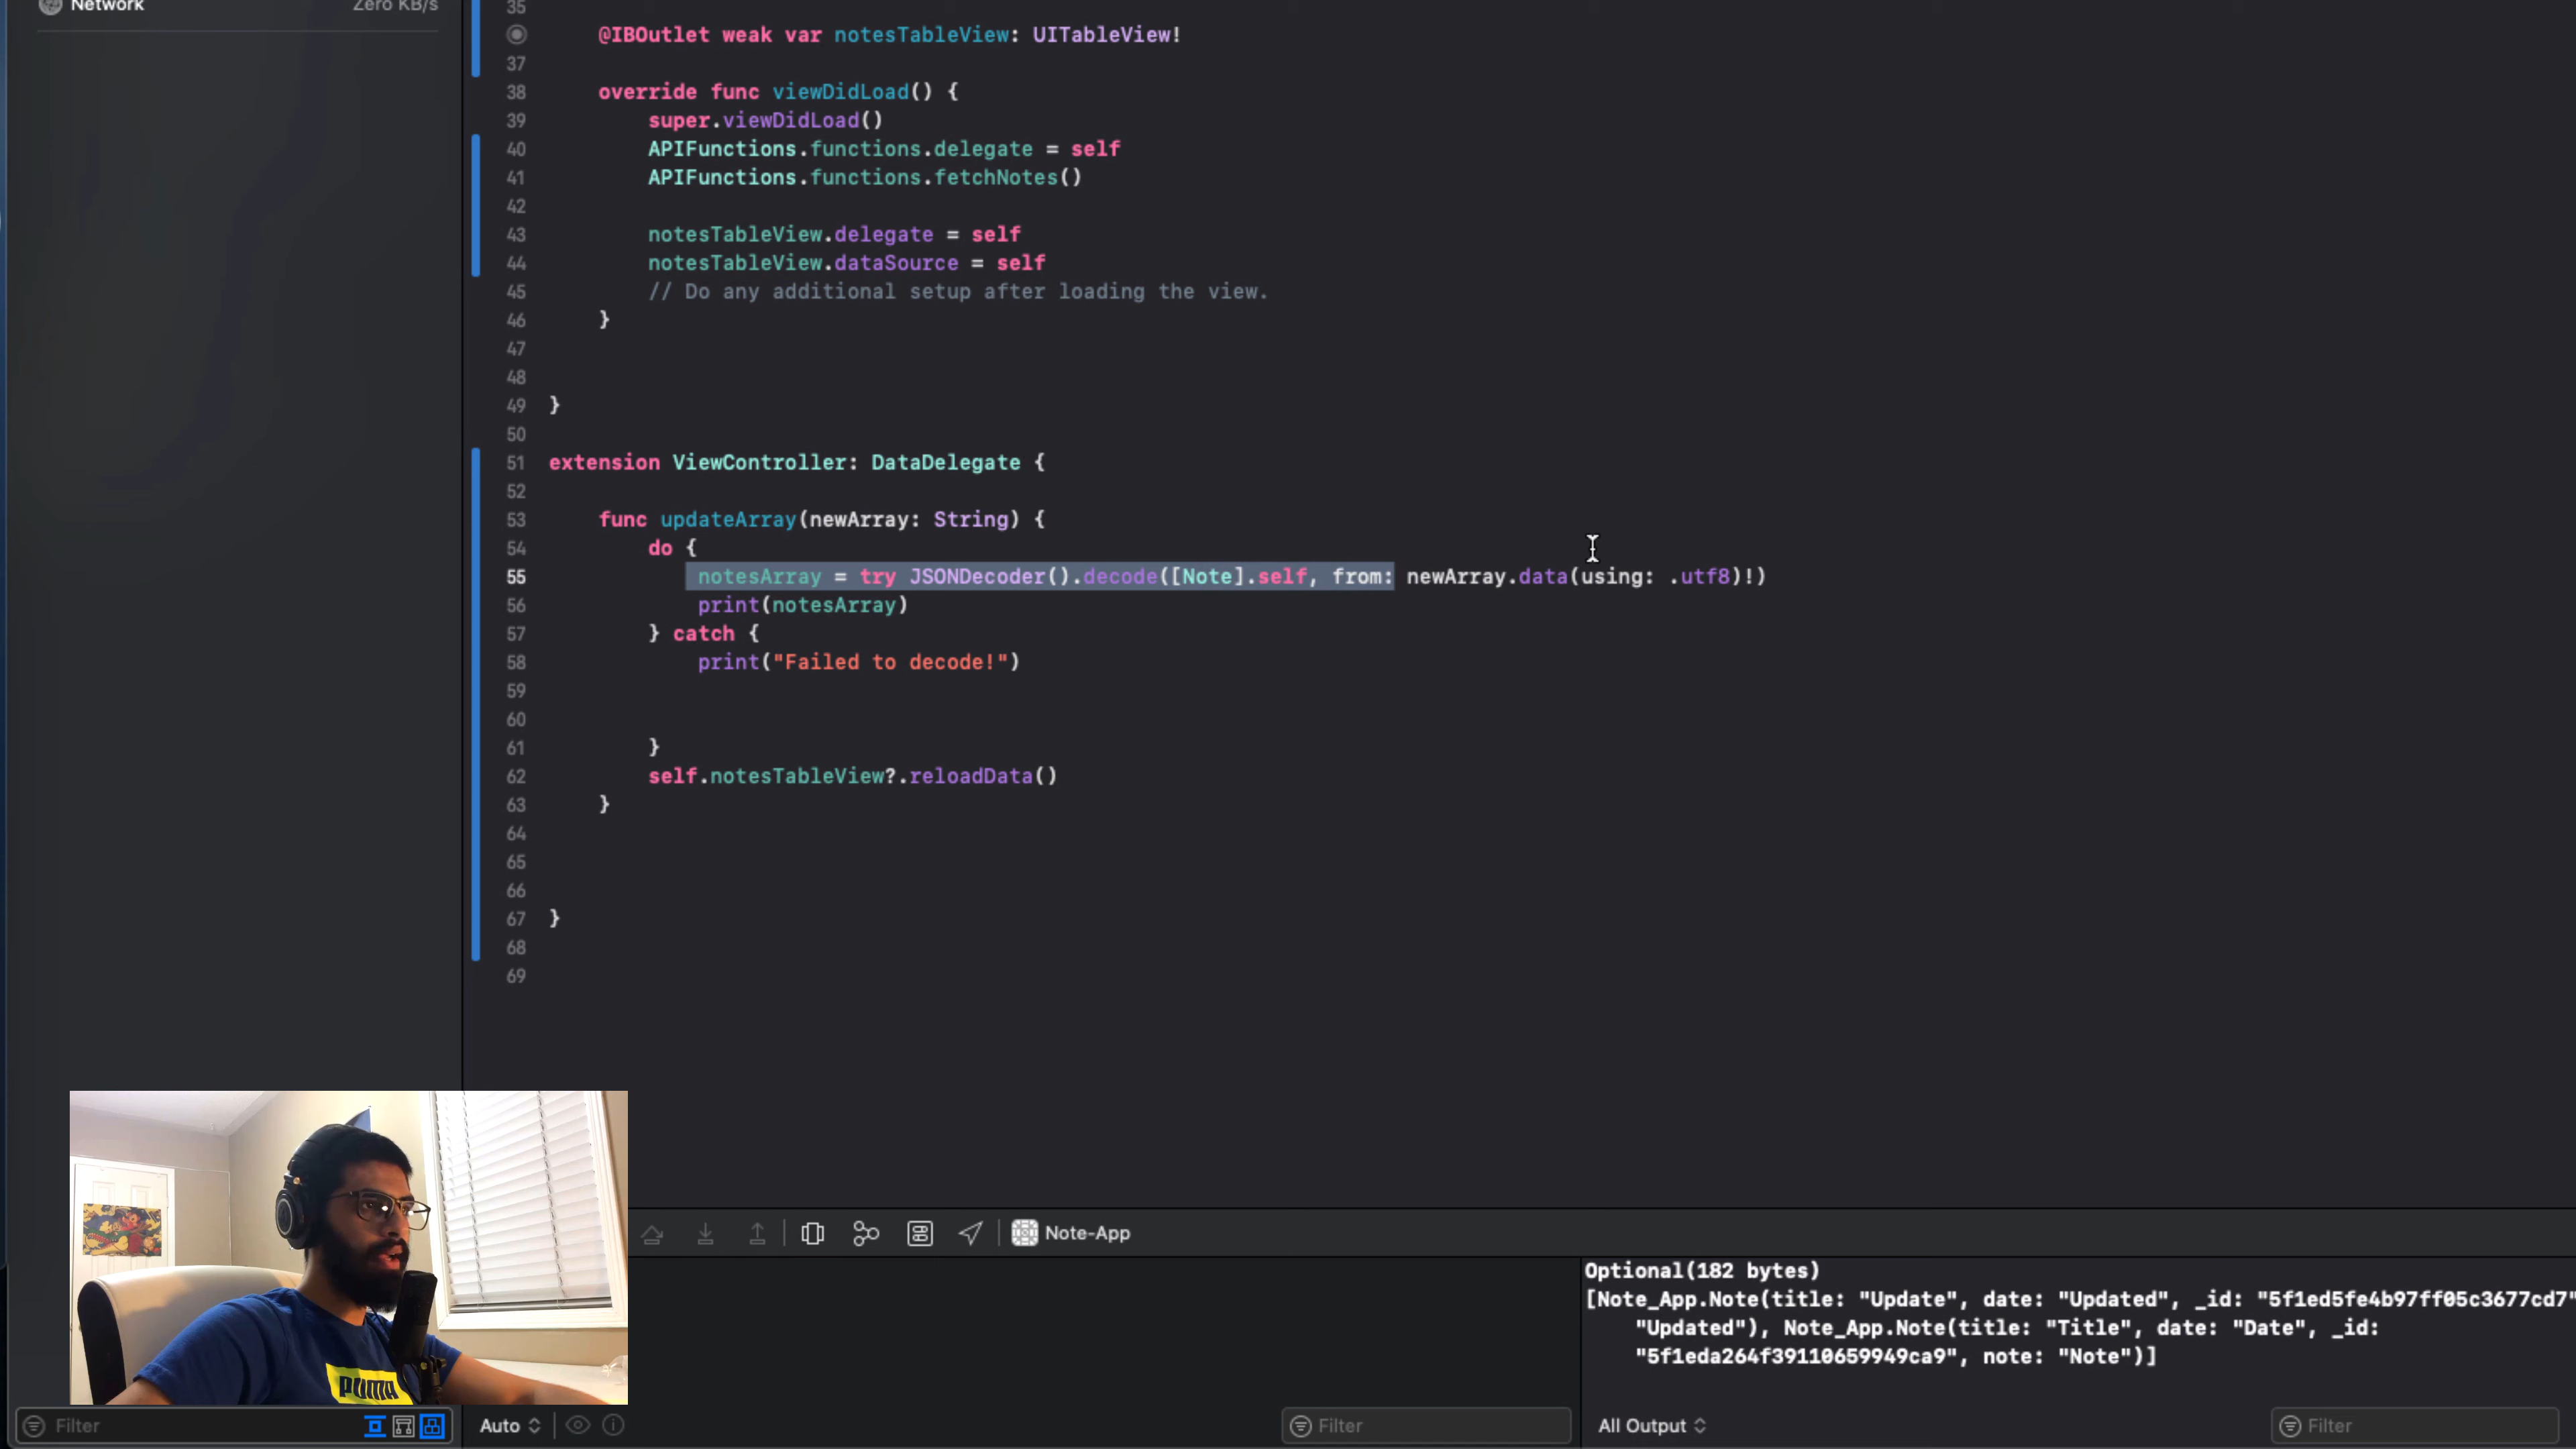 Network Zero KB/s
35
@IBOutlet weak var notesTableView: UITableView!
37
38 override func viewDidLoad() {
39 super.viewDidLoad()
40 APIFunctions.functions.delegate = self
41 APIFunctions.functions.fetchNotes()
42
43 notesTableView.delegate = self
44 notesTableView.dataSource = self
45 // Do any additional setup after loading the view.
46 }
47
48
49 }
50
51 extension ViewController: DataDelegate {
52
53 func updateArray(newArray: String) {
54 do {
55 notesArray = try JSONDecoder().decode([Note].self, from: newArray.data(using: .utf8)!)
56 print(notesArray)
57 } catch {
58 print("Failed to decode!")
59
60
61 }
62 self.notesTableView?.reloadData()
63 }
64
65
66
67 }
68
69
Note-App
Optional(182 bytes)
[Note_App.Note(title: "Update", date: "Updated", _id: "5f1ed5fe4b97ff05c3677cd7"
"Updated"), Note_App.Note(title: "Title", date: "Date", _id:
"5f1eda264f39110659949ca9", note: "Note")]
PUMA
Filter
Auto
Filter
All Output
Filter